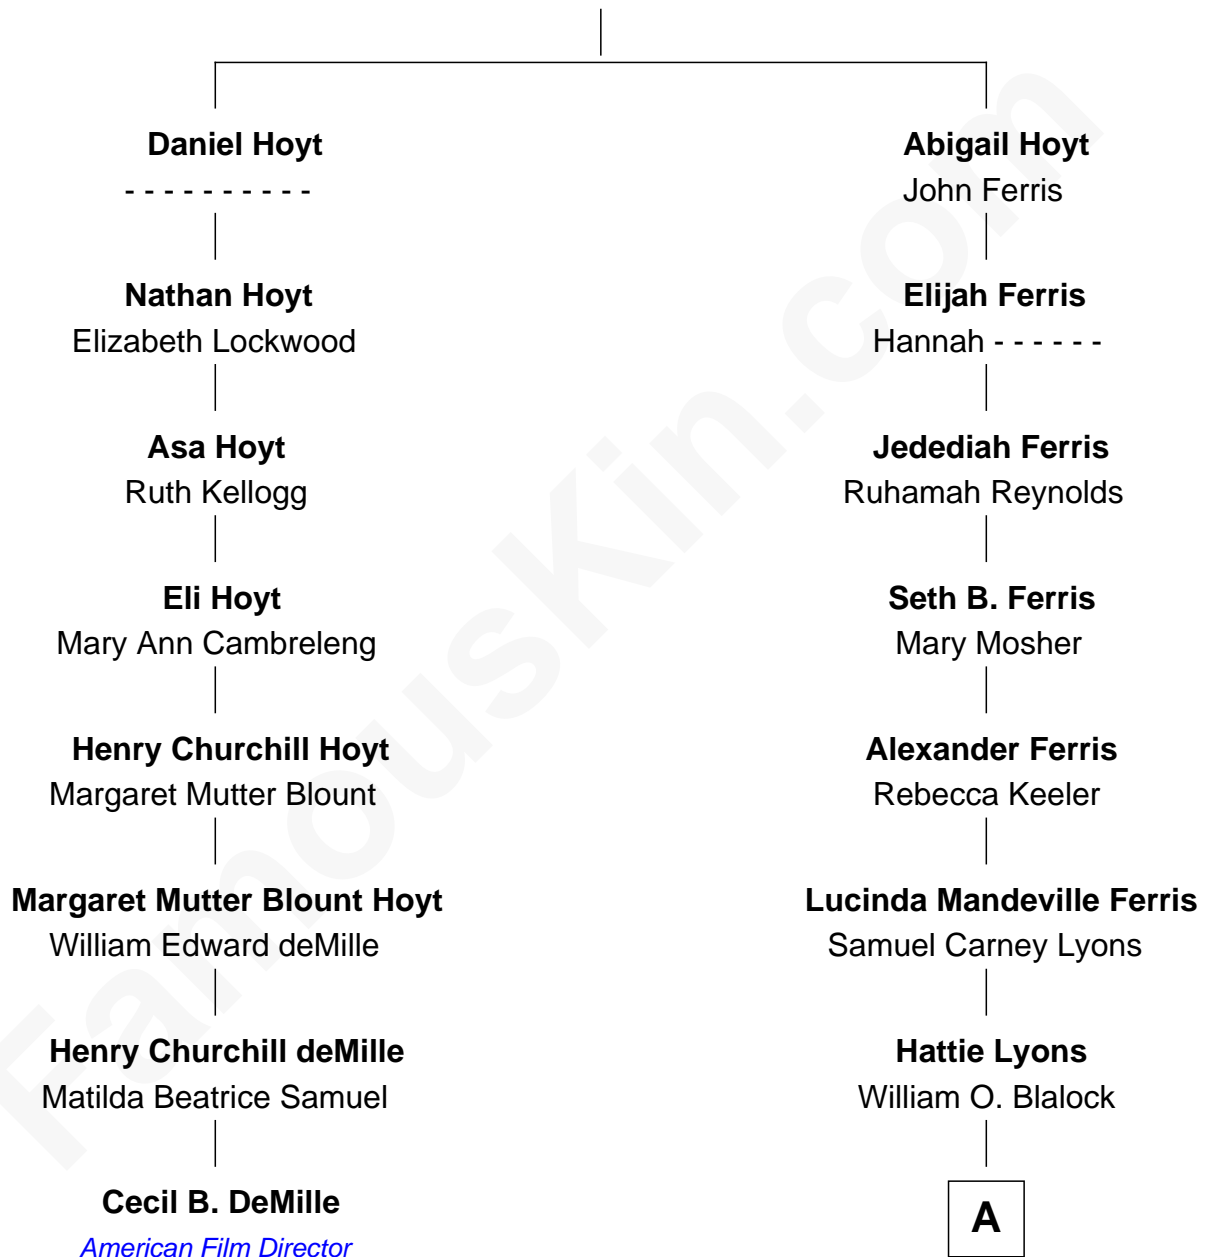 Daniel Hoyt
- - - - - - - - - -
Nathan Hoyt
Elizabeth Lockwood
Asa Hoyt
Ruth Kellogg
Eli Hoyt
Mary Ann Cambreleng
Henry Churchill Hoyt
Margaret Mutter Blount
Margaret Mutter Blount Hoyt
William Edward deMille
Henry Churchill deMille
Matilda Beatrice Samuel
Cecil B. DeMille
American Film Director
Abigail Hoyt
John Ferris
Elijah Ferris
Hannah - - - - - -
Jedediah Ferris
Ruhamah Reynolds
Seth B. Ferris
Mary Mosher
Alexander Ferris
Rebecca Keeler
Lucinda Mandeville Ferris
Samuel Carney Lyons
Hattie Lyons
William O. Blalock
A
FamousKin.com